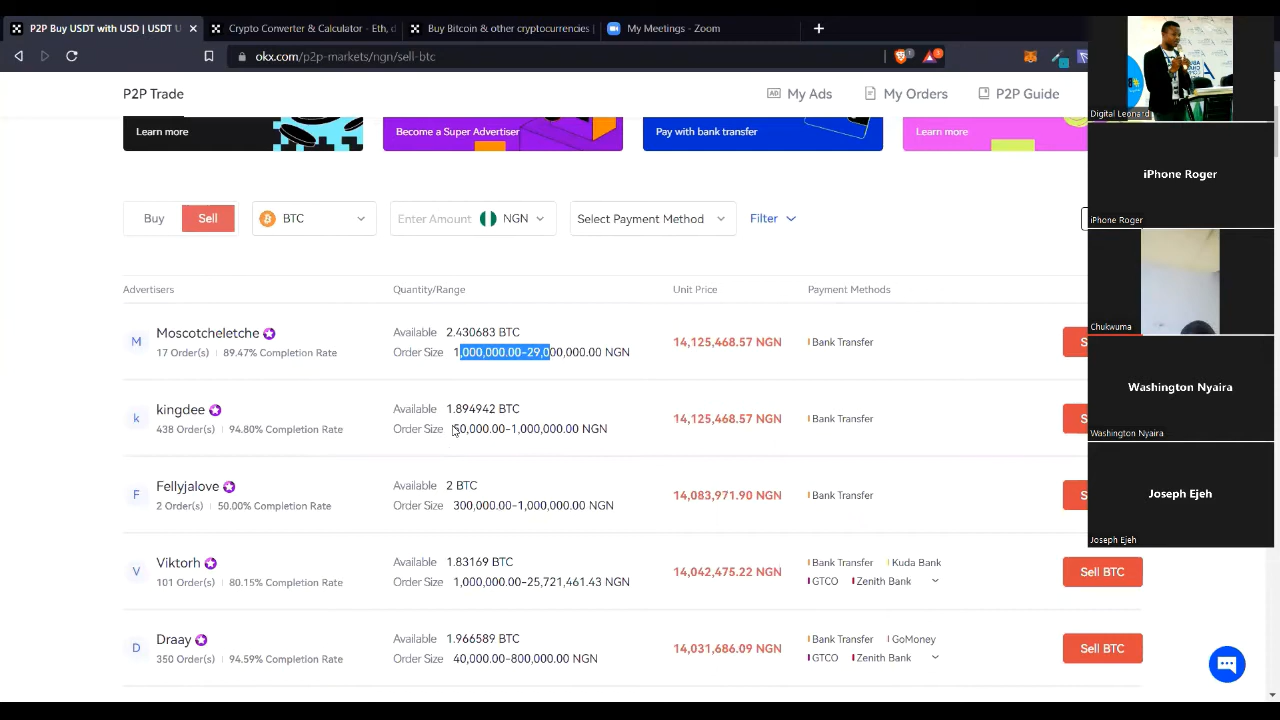 P2P Buy USDT with USD | USDT U
Crypto Converter & Calculator - Eth, c
Buy Bitcoin & other cryptocurrencies
My Meetings - Zoom
okx.com/p2p-markets/ngn/sell-btc
P2P Trade
My Ads
My Orders
P2P Guide
Learn more
Become a Super Advertiser
Pay with bank transfer
Learn more
Buy
Sell
BTC
Enter Amount
NGN
Select Payment Method
Filter
Advertisers
Quantity/Range
Unit Price
Payment Methods
M
Moscotcheletche
17 Order(s) | 89.47% Completion Rate
Available 2.430683 BTC
Order Size 1,000,000.00-29,000,000.00 NGN
14,125,468.57 NGN
Bank Transfer
S
k
kingdee
438 Order(s) | 94.80% Completion Rate
Available 1.894942 BTC
Order Size 50,000.00-1,000,000.00 NGN
14,125,468.57 NGN
Bank Transfer
S
F
Fellyjalove
2 Order(s) | 50.00% Completion Rate
Available 2 BTC
Order Size 300,000.00-1,000,000.00 NGN
14,083,971.90 NGN
Bank Transfer
S
V
Viktorh
101 Order(s) | 80.15% Completion Rate
Available 1.83169 BTC
Order Size 1,000,000.00-25,721,461.43 NGN
14,042,475.22 NGN
Bank Transfer Kuda Bank
GTCO Zenith Bank
Sell BTC
D
Draay
350 Order(s) | 94.59% Completion Rate
Available 1.966589 BTC
Order Size 40,000.00-800,000.00 NGN
14,031,686.09 NGN
Bank Transfer GoMoney
GTCO Zenith Bank
Sell BTC
Digital Leonard
iPhone Roger
iPhone Roger
Chukwuma
Washington Nyaira
Washington Nyaira
Joseph Ejeh
Joseph Ejeh